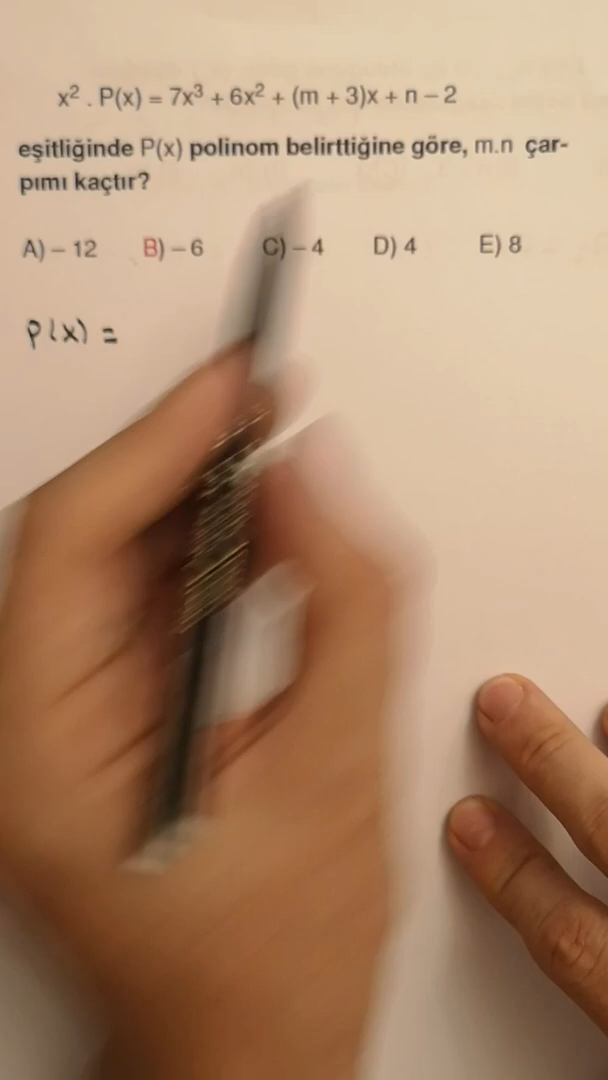 x² . P(x) = 7x³ + 6x² + (m + 3)x + n – 2
eşitliğinde P(x) polinom belirttiğine göre, m.n çar-
pımı kaçtır?
A) – 12 B) – 6 C) – 4 D) 4 E) 8
P(x) =